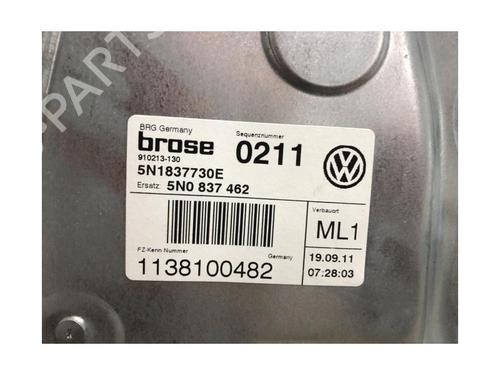 BRG Germany
Sequenznummer
brose 0211
910213-130
5N1837730E
Ersatz: 5N0 837 462
Verbauort
ML1
FZ-Kenn Nummer
Germany
1138100482
19.09.11
07:28:03